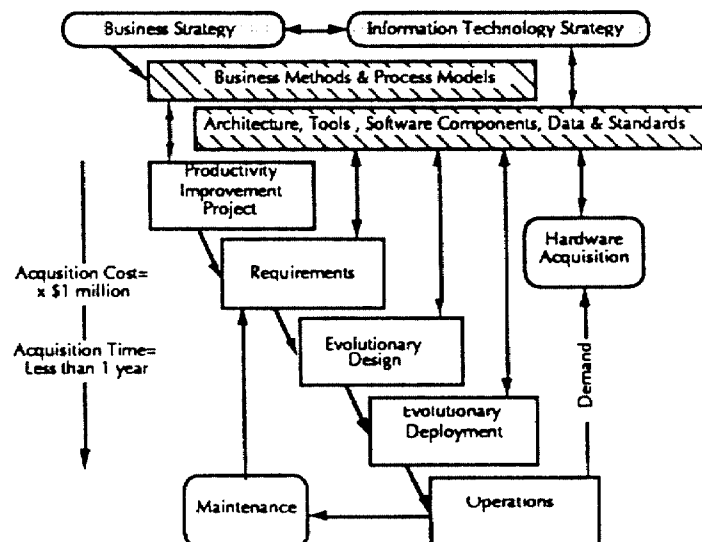 Business Strategy
Information Technology Strategy
Business Methods & Process Models
Architecture, Tools , Software Components, Data & Standards
Productivity
Improvement
Project
Hardware
Acquisition
Requirements
Acqusition Cost=
x $1 million
Acquisition Time=
Less than 1 year
Evolutionary
Design
Demand
Evolutionary
Deployment
Maintenance
Operations